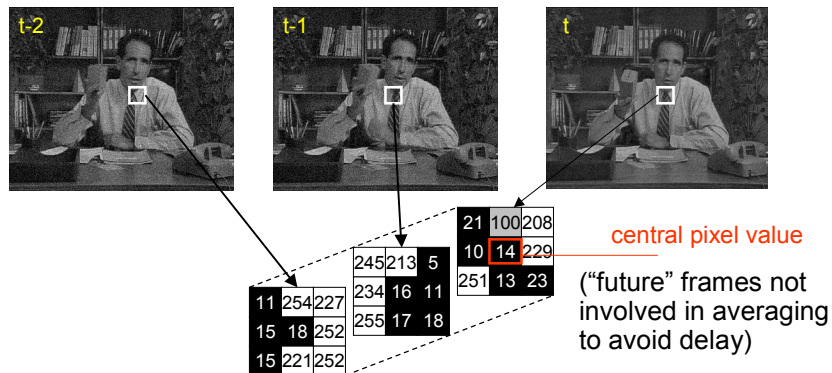 t-2
t-1
t
21 100 208
10 14 229
251 13 23
central pixel value
245 213 5
234 16 11
255 17 18
("future" frames not
involved in averaging
to avoid delay)
11 254 227
15 18 252
15 221 252